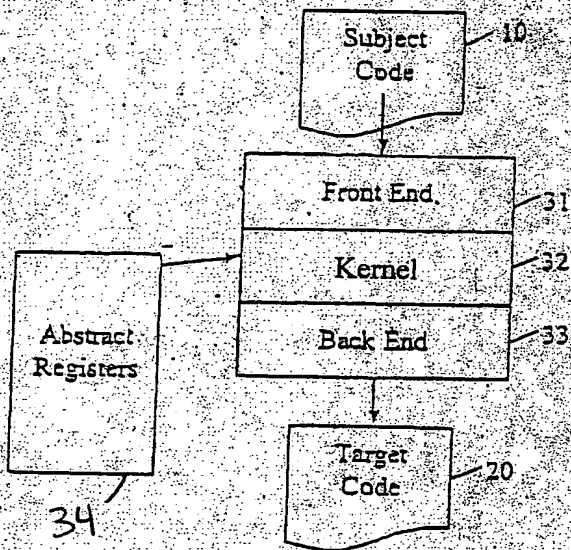 Subject
Code
10
Front End
31
Kernel
32
Back End
33
Abstract
Registers
34
Target
Code
20